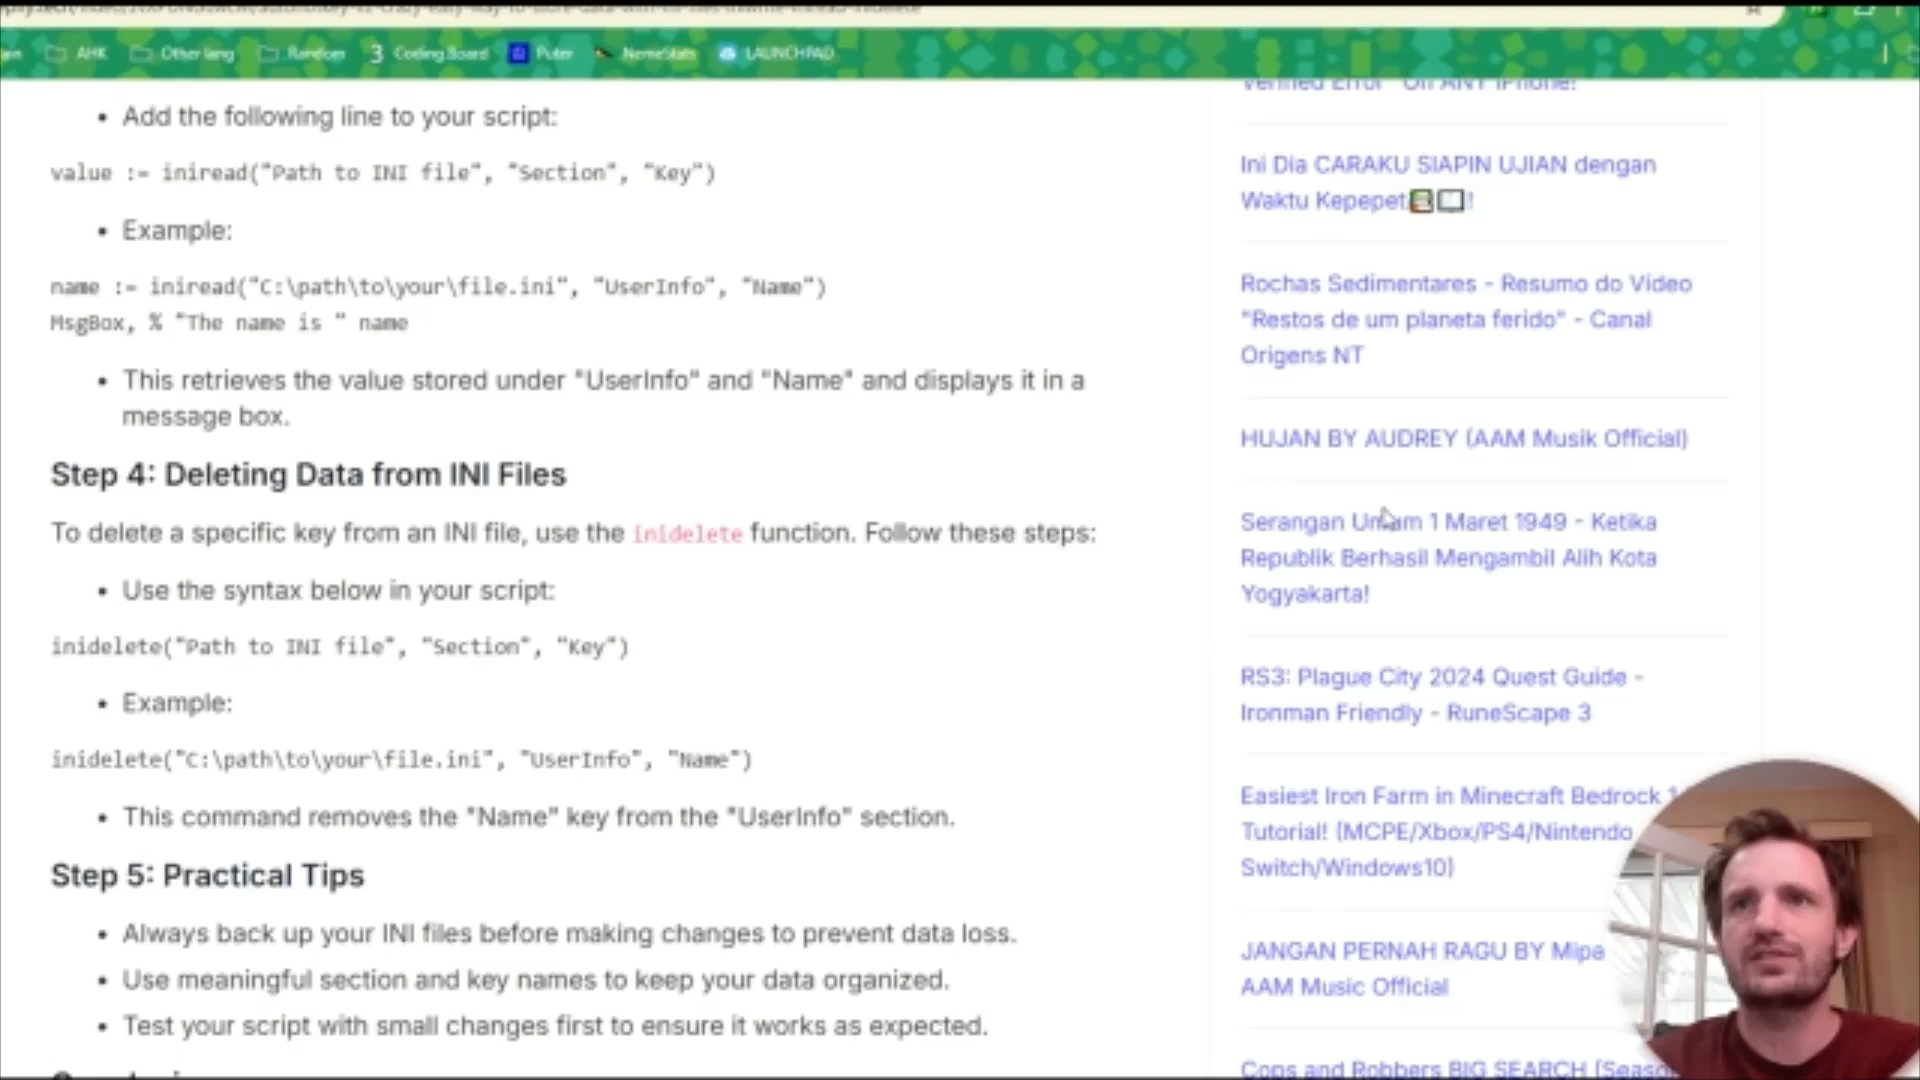 AHK
Other lang
Random
Coding Board
Puter
NemeStats
LAUNCHPAD
• Add the following line to your script:
value := iniread("Path to INI file", "Section", "Key")
• Example:
name := iniread("C:\path\to\your\file.ini", "UserInfo", "Name")
MsgBox, % "The name is " name
• This retrieves the value stored under "UserInfo" and "Name" and displays it in a
message box.
Step 4: Deleting Data from INI Files
To delete a specific key from an INI file, use the inidelete function. Follow these steps:
• Use the syntax below in your script:
inidelete("Path to INI file", "Section", "Key")
• Example:
inidelete("C:\path\to\your\file.ini", "UserInfo", "Name")
• This command removes the "Name" key from the "UserInfo" section.
Step 5: Practical Tips
• Always back up your INI files before making changes to prevent data loss.
• Use meaningful section and key names to keep your data organized.
• Test your script with small changes first to ensure it works as expected.
Verified Error" On ANY iPhone!
Ini Dia CARAKU SIAPIN UJIAN dengan
Waktu Kepepet!
Rochas Sedimentares - Resumo do Vídeo
"Restos de um planeta ferido" - Canal
Origens NT
HUJAN BY AUDREY (AAM Musik Official)
Serangan Umum 1 Maret 1949 - Ketika
Republik Berhasil Mengambil Alih Kota
Yogyakarta!
RS3: Plague City 2024 Quest Guide -
Ironman Friendly - RuneScape 3
Easiest Iron Farm in Minecraft Bedrock
Tutorial! (MCPE/Xbox/PS4/Nintendo
Switch/Windows10)
JANGAN PERNAH RAGU BY Mipa
AAM Music Official
Cops and Robbers BIG SEARCH